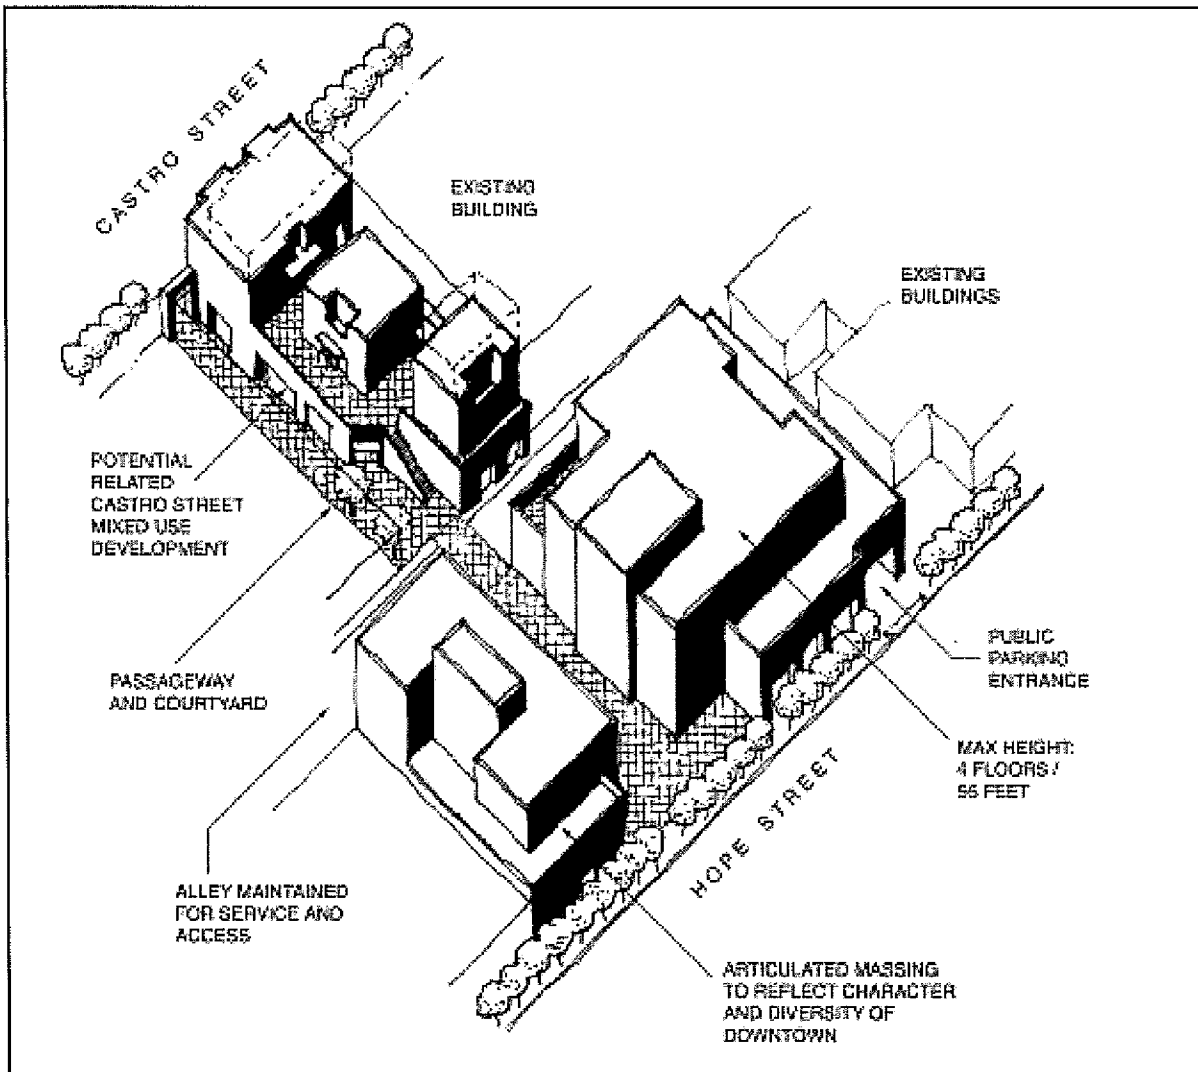 CASTRO STREET
EXISTING
BUILDING
EXISTING
BUILDINGS
POTENTIAL
RELATED
CASTRO STREET
MIXED USE
DEVELOPMENT
PASSAGEWAY
AND COURTYARD
PUBLIC
PARKING
ENTRANCE
MAX HEIGHT:
4 FLOORS /
55 FEET
HOPE STREET
ALLEY MAINTAINED
FOR SERVICE AND
ACCESS
ARTICULATED MASSING
TO REFLECT CHARACTER
AND DIVERSITY OF
DOWNTOWN